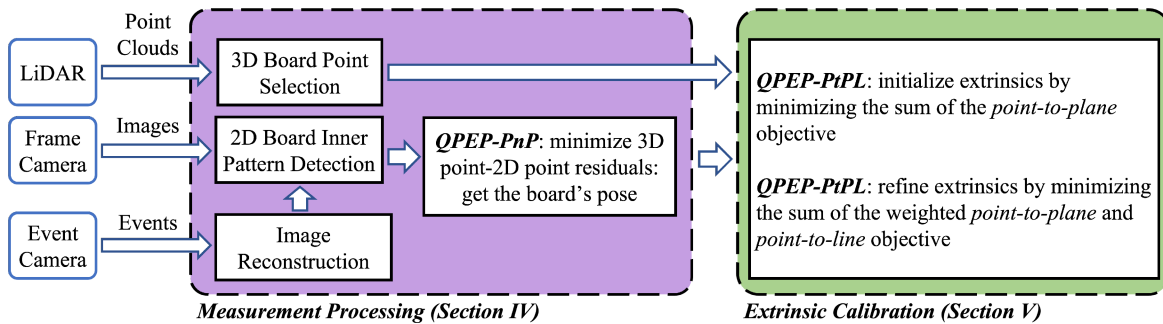 Point
Clouds
LiDAR
3D Board Point
Selection
Frame
Camera
Images
2D Board Inner
Pattern Detection
QPEP-PnP: minimize 3D
point-2D point residuals:
get the board's pose
Event
Camera
Events
Image
Reconstruction
Measurement Processing (Section IV)
QPEP-PtPL: initialize extrinsics by
minimizing the sum of the point-to-plane
objective
QPEP-PtPL: refine extrinsics by minimizing
the sum of the weighted point-to-plane and
point-to-line objective
Extrinsic Calibration (Section V)